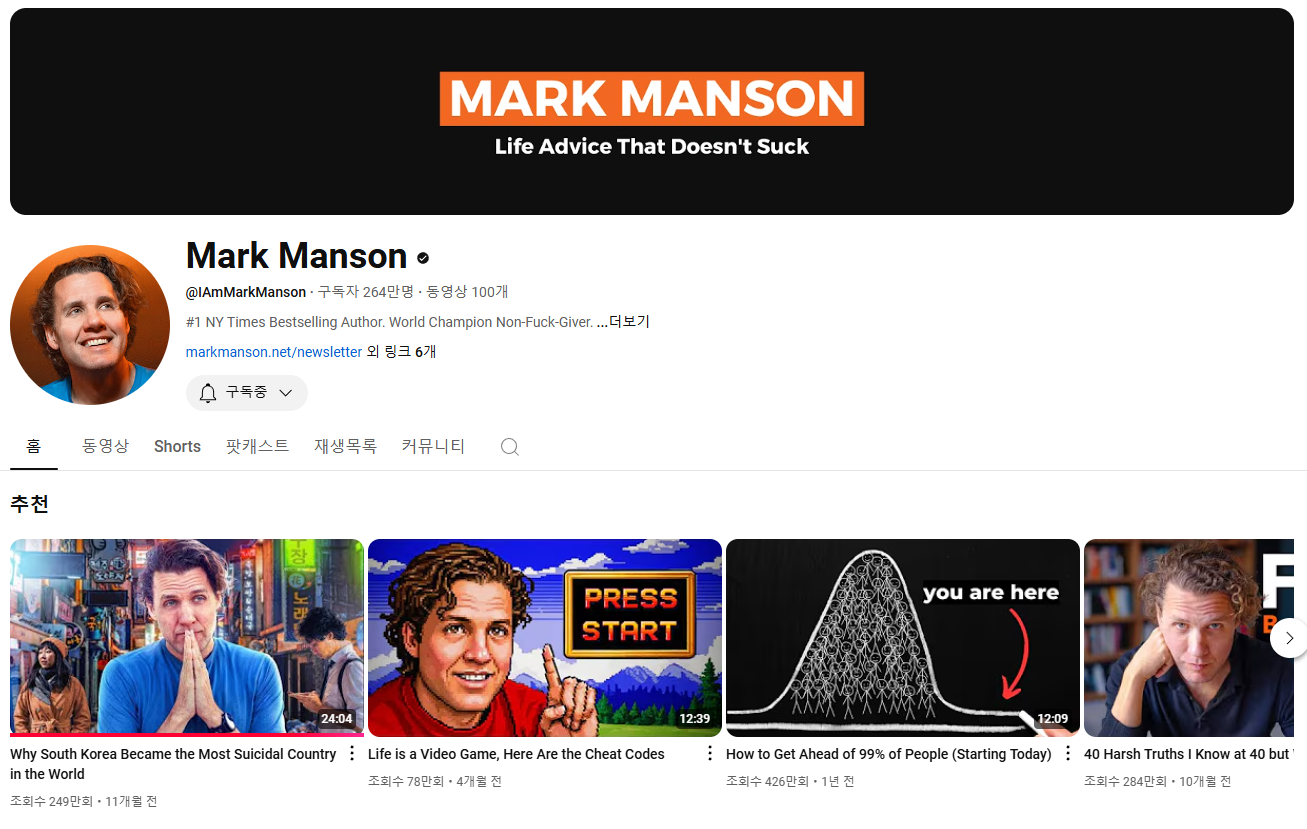 MARK MANSON
Life Advice That Doesn't Suck
Mark Manson
@IAmMarkManson · 구독자 264만명 · 동영상 100개
#1 NY Times Bestselling Author. World Champion Non-Fuck-Giver. ...더보기
markmanson.net/newsletter 외 링크 6개
구독중
홈 동영상 Shorts 팟캐스트 재생목록 커뮤니티
추천
24:04
PRESS
START
12:39
you are here
12:09
F
B
Why South Korea Became the Most Suicidal Country
in the World
조회수 249만회 • 11개월 전
Life is a Video Game, Here Are the Cheat Codes
조회수 78만회 • 4개월 전
How to Get Ahead of 99% of People (Starting Today)
조회수 426만회 • 1년 전
40 Harsh Truths I Know at 40 but
조회수 284만회 • 10개월 전